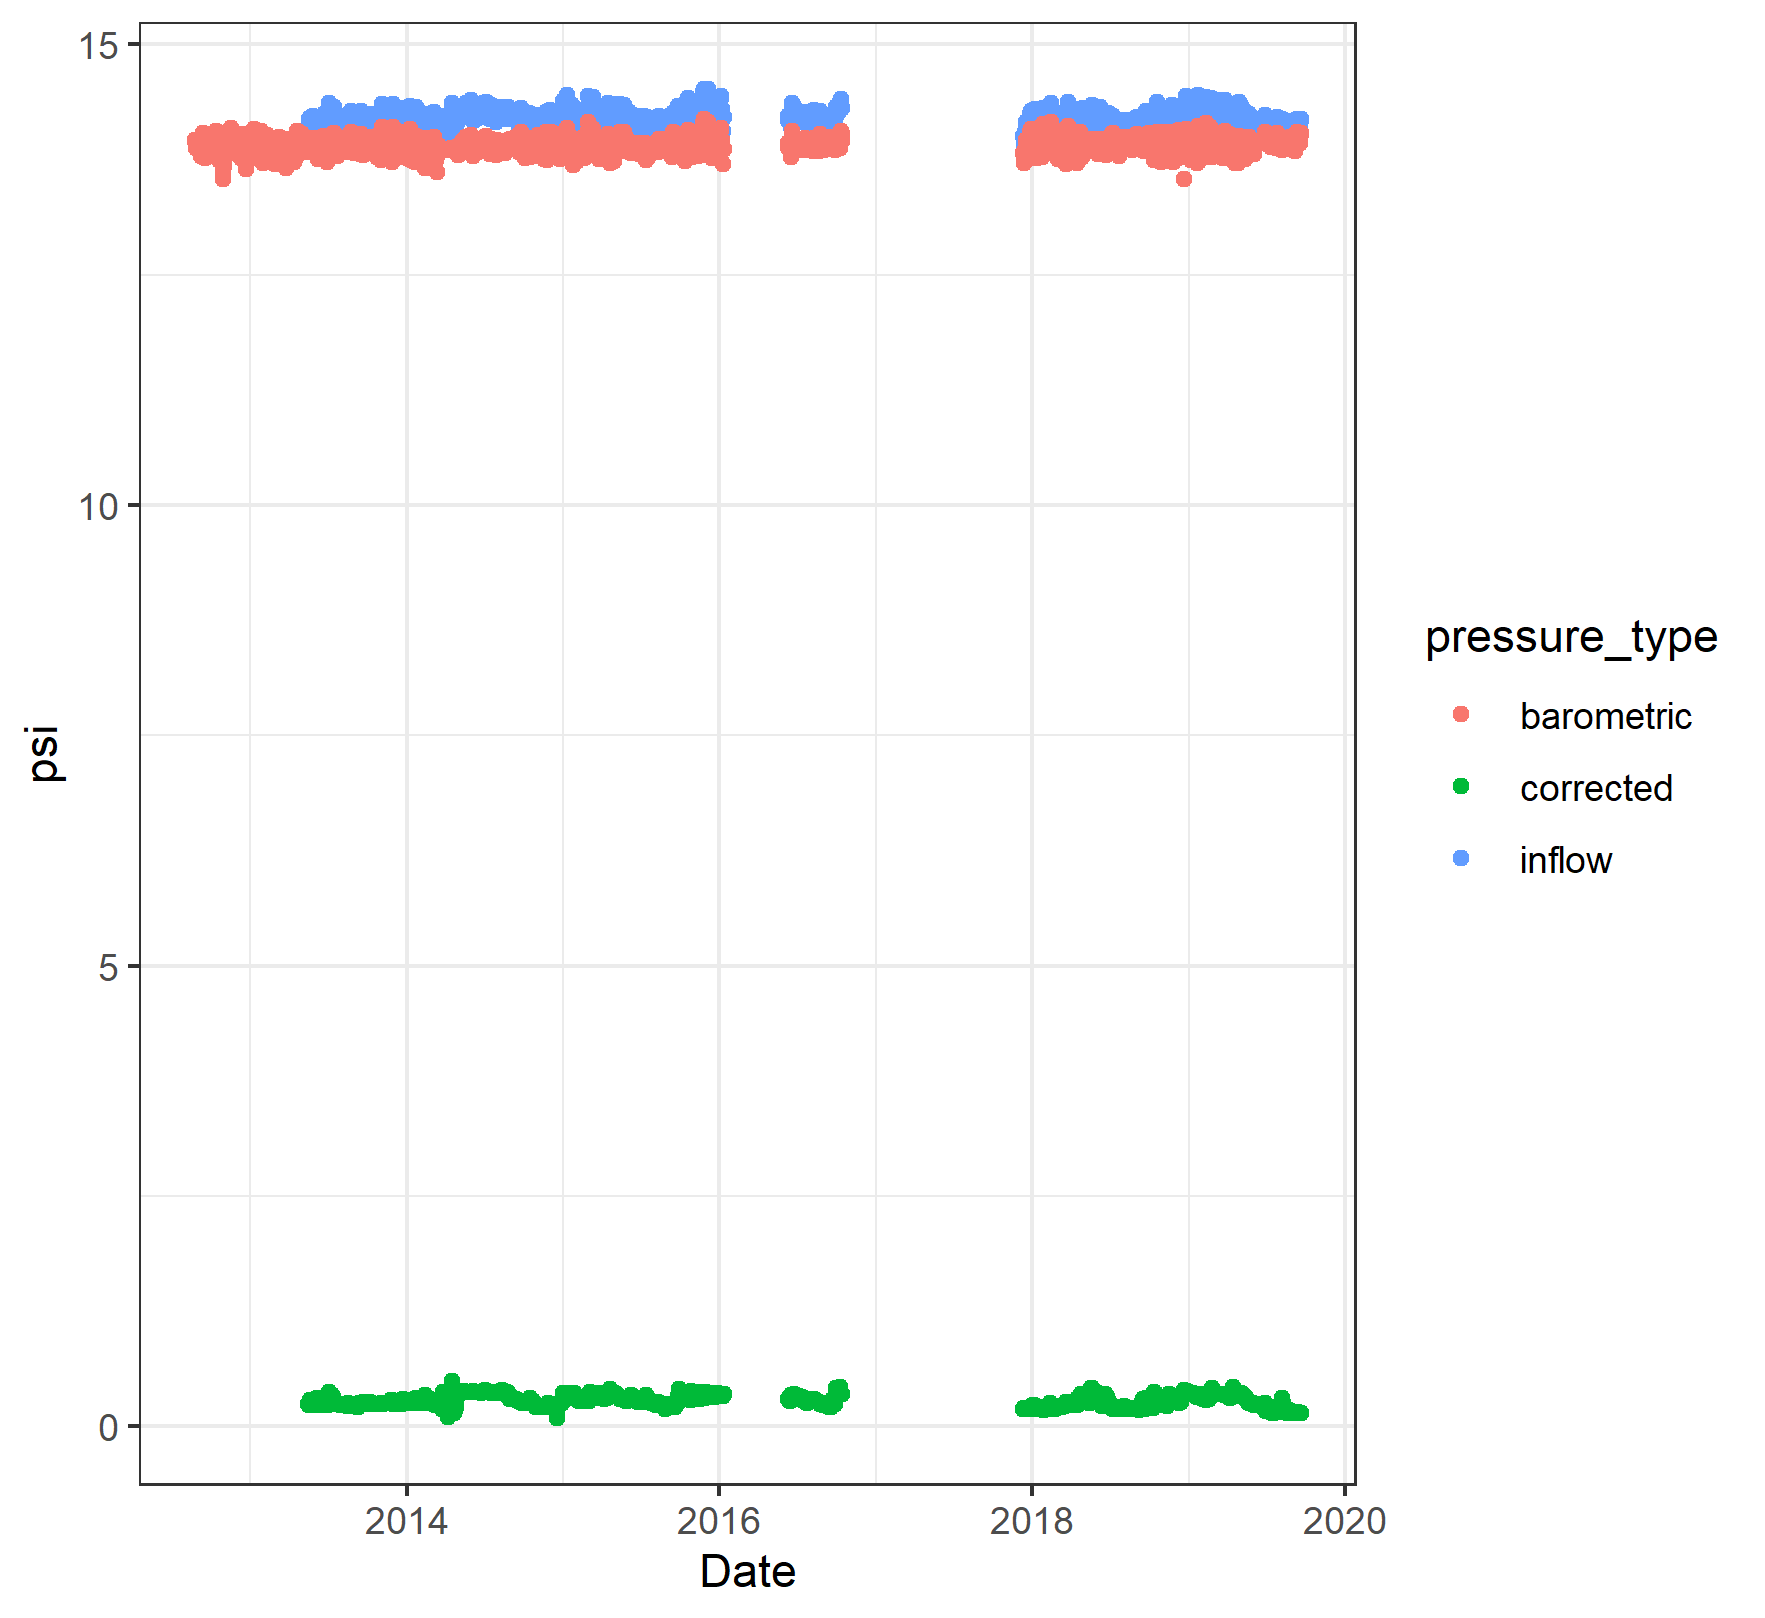 15
10
5
0
psi
2014
2016
2018
2020
Date
pressure_type
barometric
corrected
inflow